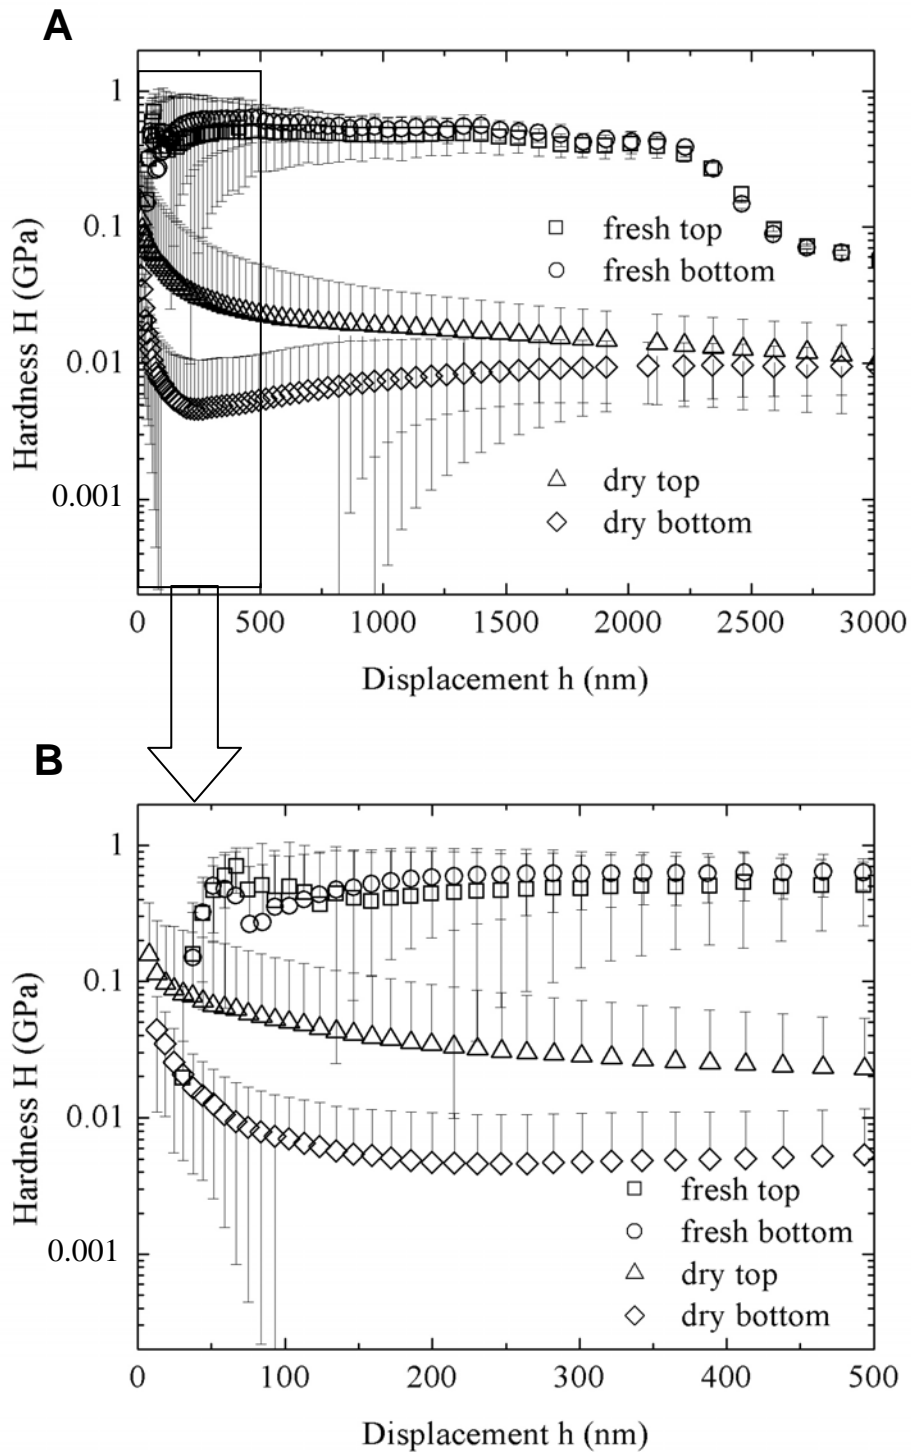 A
1
0.1
0.01
0.001
Hardness H (GPa)
fresh top
fresh bottom
dry top
dry bottom
0 500 1000 1500 2000 2500 3000
Displacement h (nm)
B
1
0.1
0.01
0.001
Hardness H (GPa)
fresh top
fresh bottom
dry top
dry bottom
0 100 200 300 400 500
Displacement h (nm)